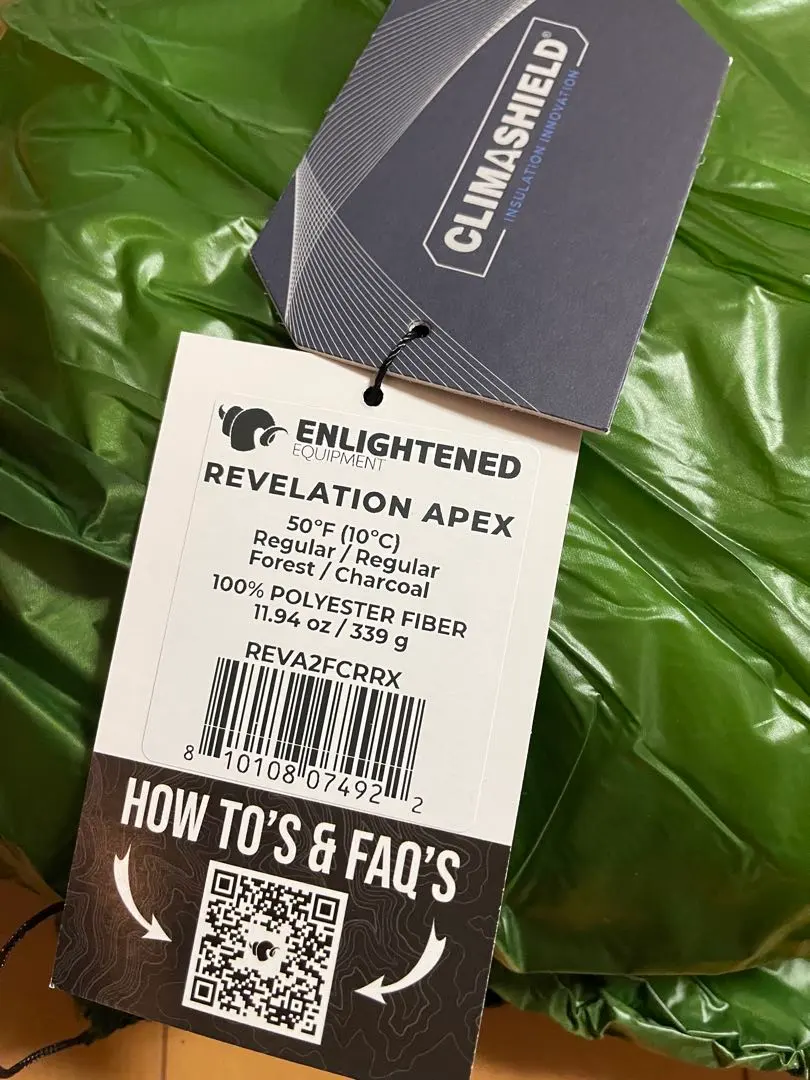 CLIMASHIELD®
INSULATION INNOVATION
ENLIGHTENED
EQUIPMENT
REVELATION APEX
50°F (10°C)
Regular / Regular
Forest / Charcoal
100% POLYESTER FIBER
11.94 oz / 339 g
REVA2FCRRX
8 10108 07492 2
HOW TO'S & FAQ'S